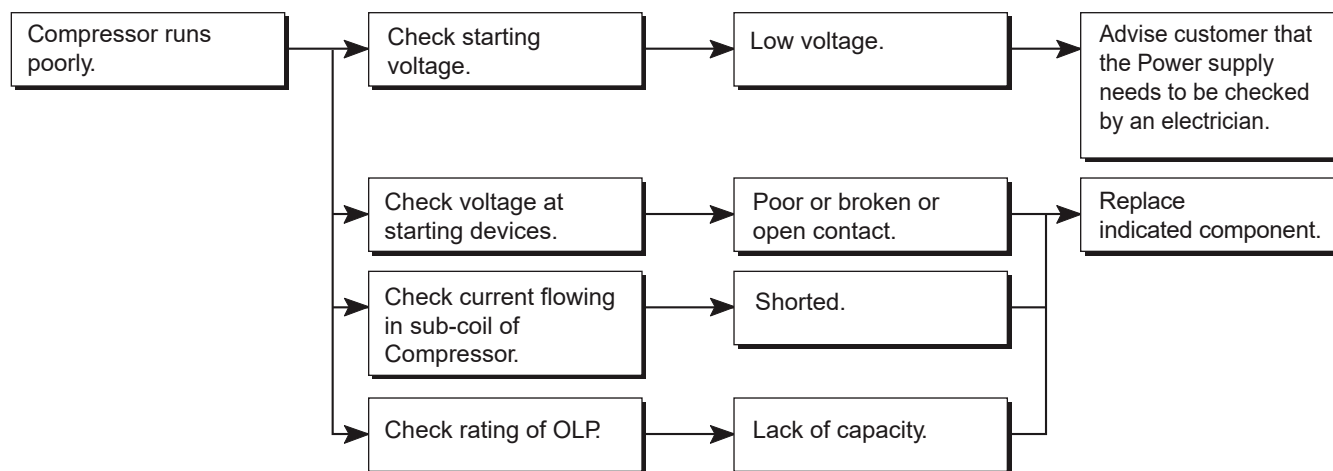 Compressor runs
poorly.
Check starting
voltage.
Low voltage.
Advise customer that
the Power supply
needs to be checked
by an electrician.
Check voltage at
starting devices.
Poor or broken or
open contact.
Replace
indicated component.
Check current flowing
in sub-coil of
Compressor.
Shorted.
Check rating of OLP.
Lack of capacity.